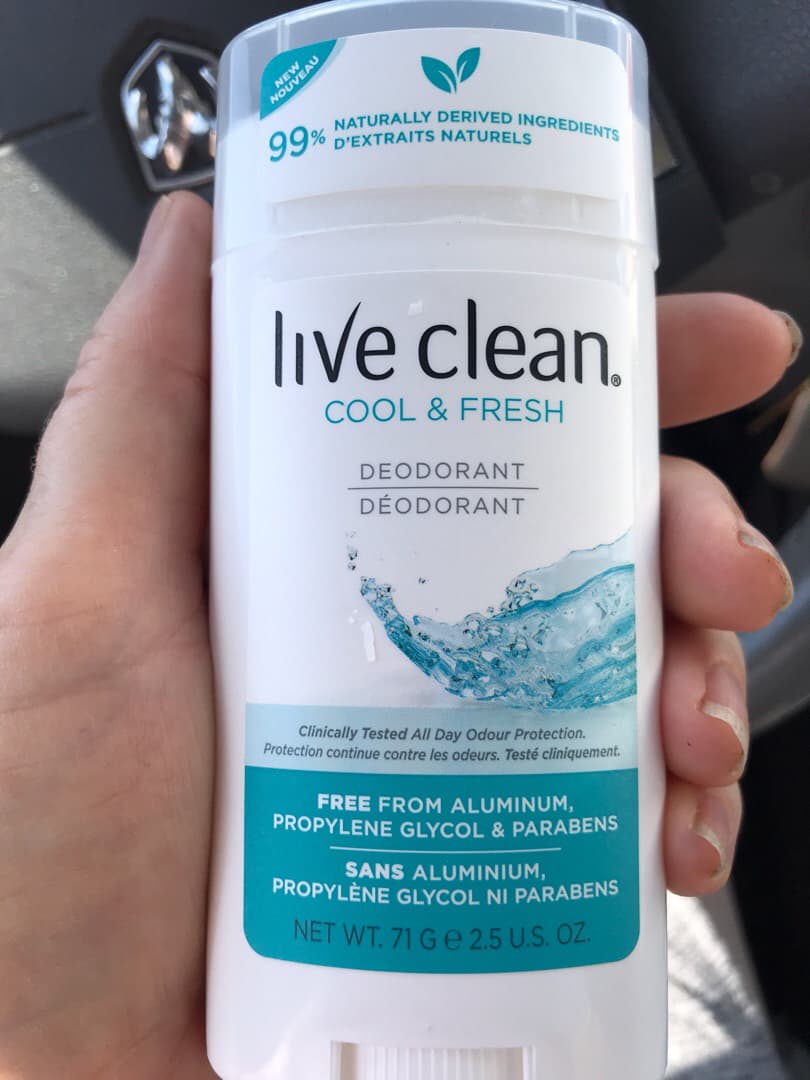 NEW
NOUVEAU
99% NATURALLY DERIVED INGREDIENTS
D'EXTRAITS NATURELS
live clean®
COOL & FRESH
DEODORANT
DÉODORANT
Clinically Tested All Day Odour Protection.
Protection continue contre les odeurs. Testé cliniquement.
FREE FROM ALUMINUM,
PROPYLENE GLYCOL & PARABENS
SANS ALUMINIUM,
PROPYLÈNE GLYCOL NI PARABENS
NET WT. 71 G e 2.5 U.S. OZ.